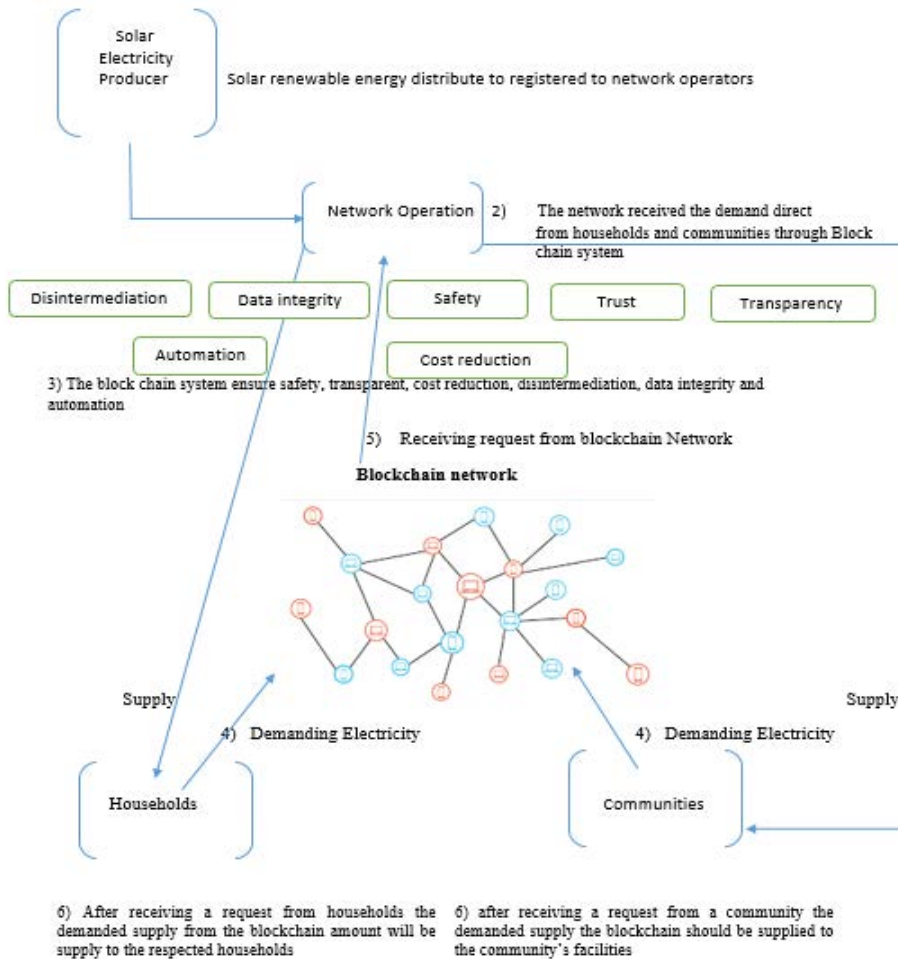 Solar
Electricity
Producer
Solar renewable energy distribute to registered to network operators
Network Operation
2) The network received the demand direct
from households and communities through Block
chain system
Disintermediation
Data integrity
Safety
Trust
Transparency
Automation
Cost reduction
3) The block chain system ensure safety, transparent, cost reduction, disintermediation, data integrity and
automation
5) Receiving request from blockchain Network
Blockchain network
Supply
Supply
4) Demanding Electricity
4) Demanding Electricity
Households
Communities
6) After receiving a request from households the
demanded supply from the blockchain amount will be
supply to the respected households
6) after receiving a request from a community the
demanded supply the blockchain should be supplied to
the community's facilities